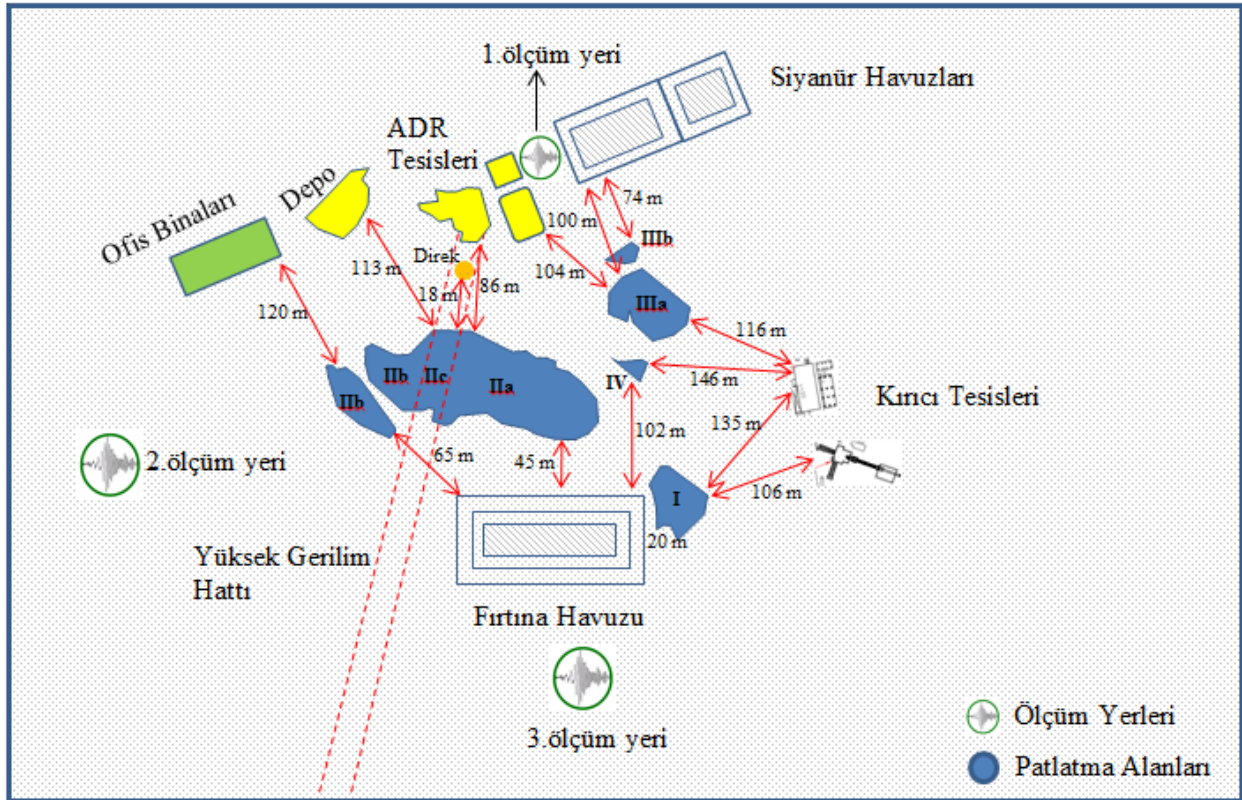 1.ölçüm yeri
Siyanür Havuzları
ADR
Tesisleri
Depo
Ofis Binaları
74 m
100 m
IIIb
Direk
104 m
113 m
18 m
86 m
IIIa
120 m
116 m
IIb
IIc
IIa
IV
146 m
IIb
Kırıcı Tesisleri
102 m
135 m
2.ölçüm yeri
65 m
45 m
106 m
I
20 m
Yüksek Gerilim
Hattı
Fırtına Havuzu
3.ölçüm yeri
Ölçüm Yerleri
Patlatma Alanları